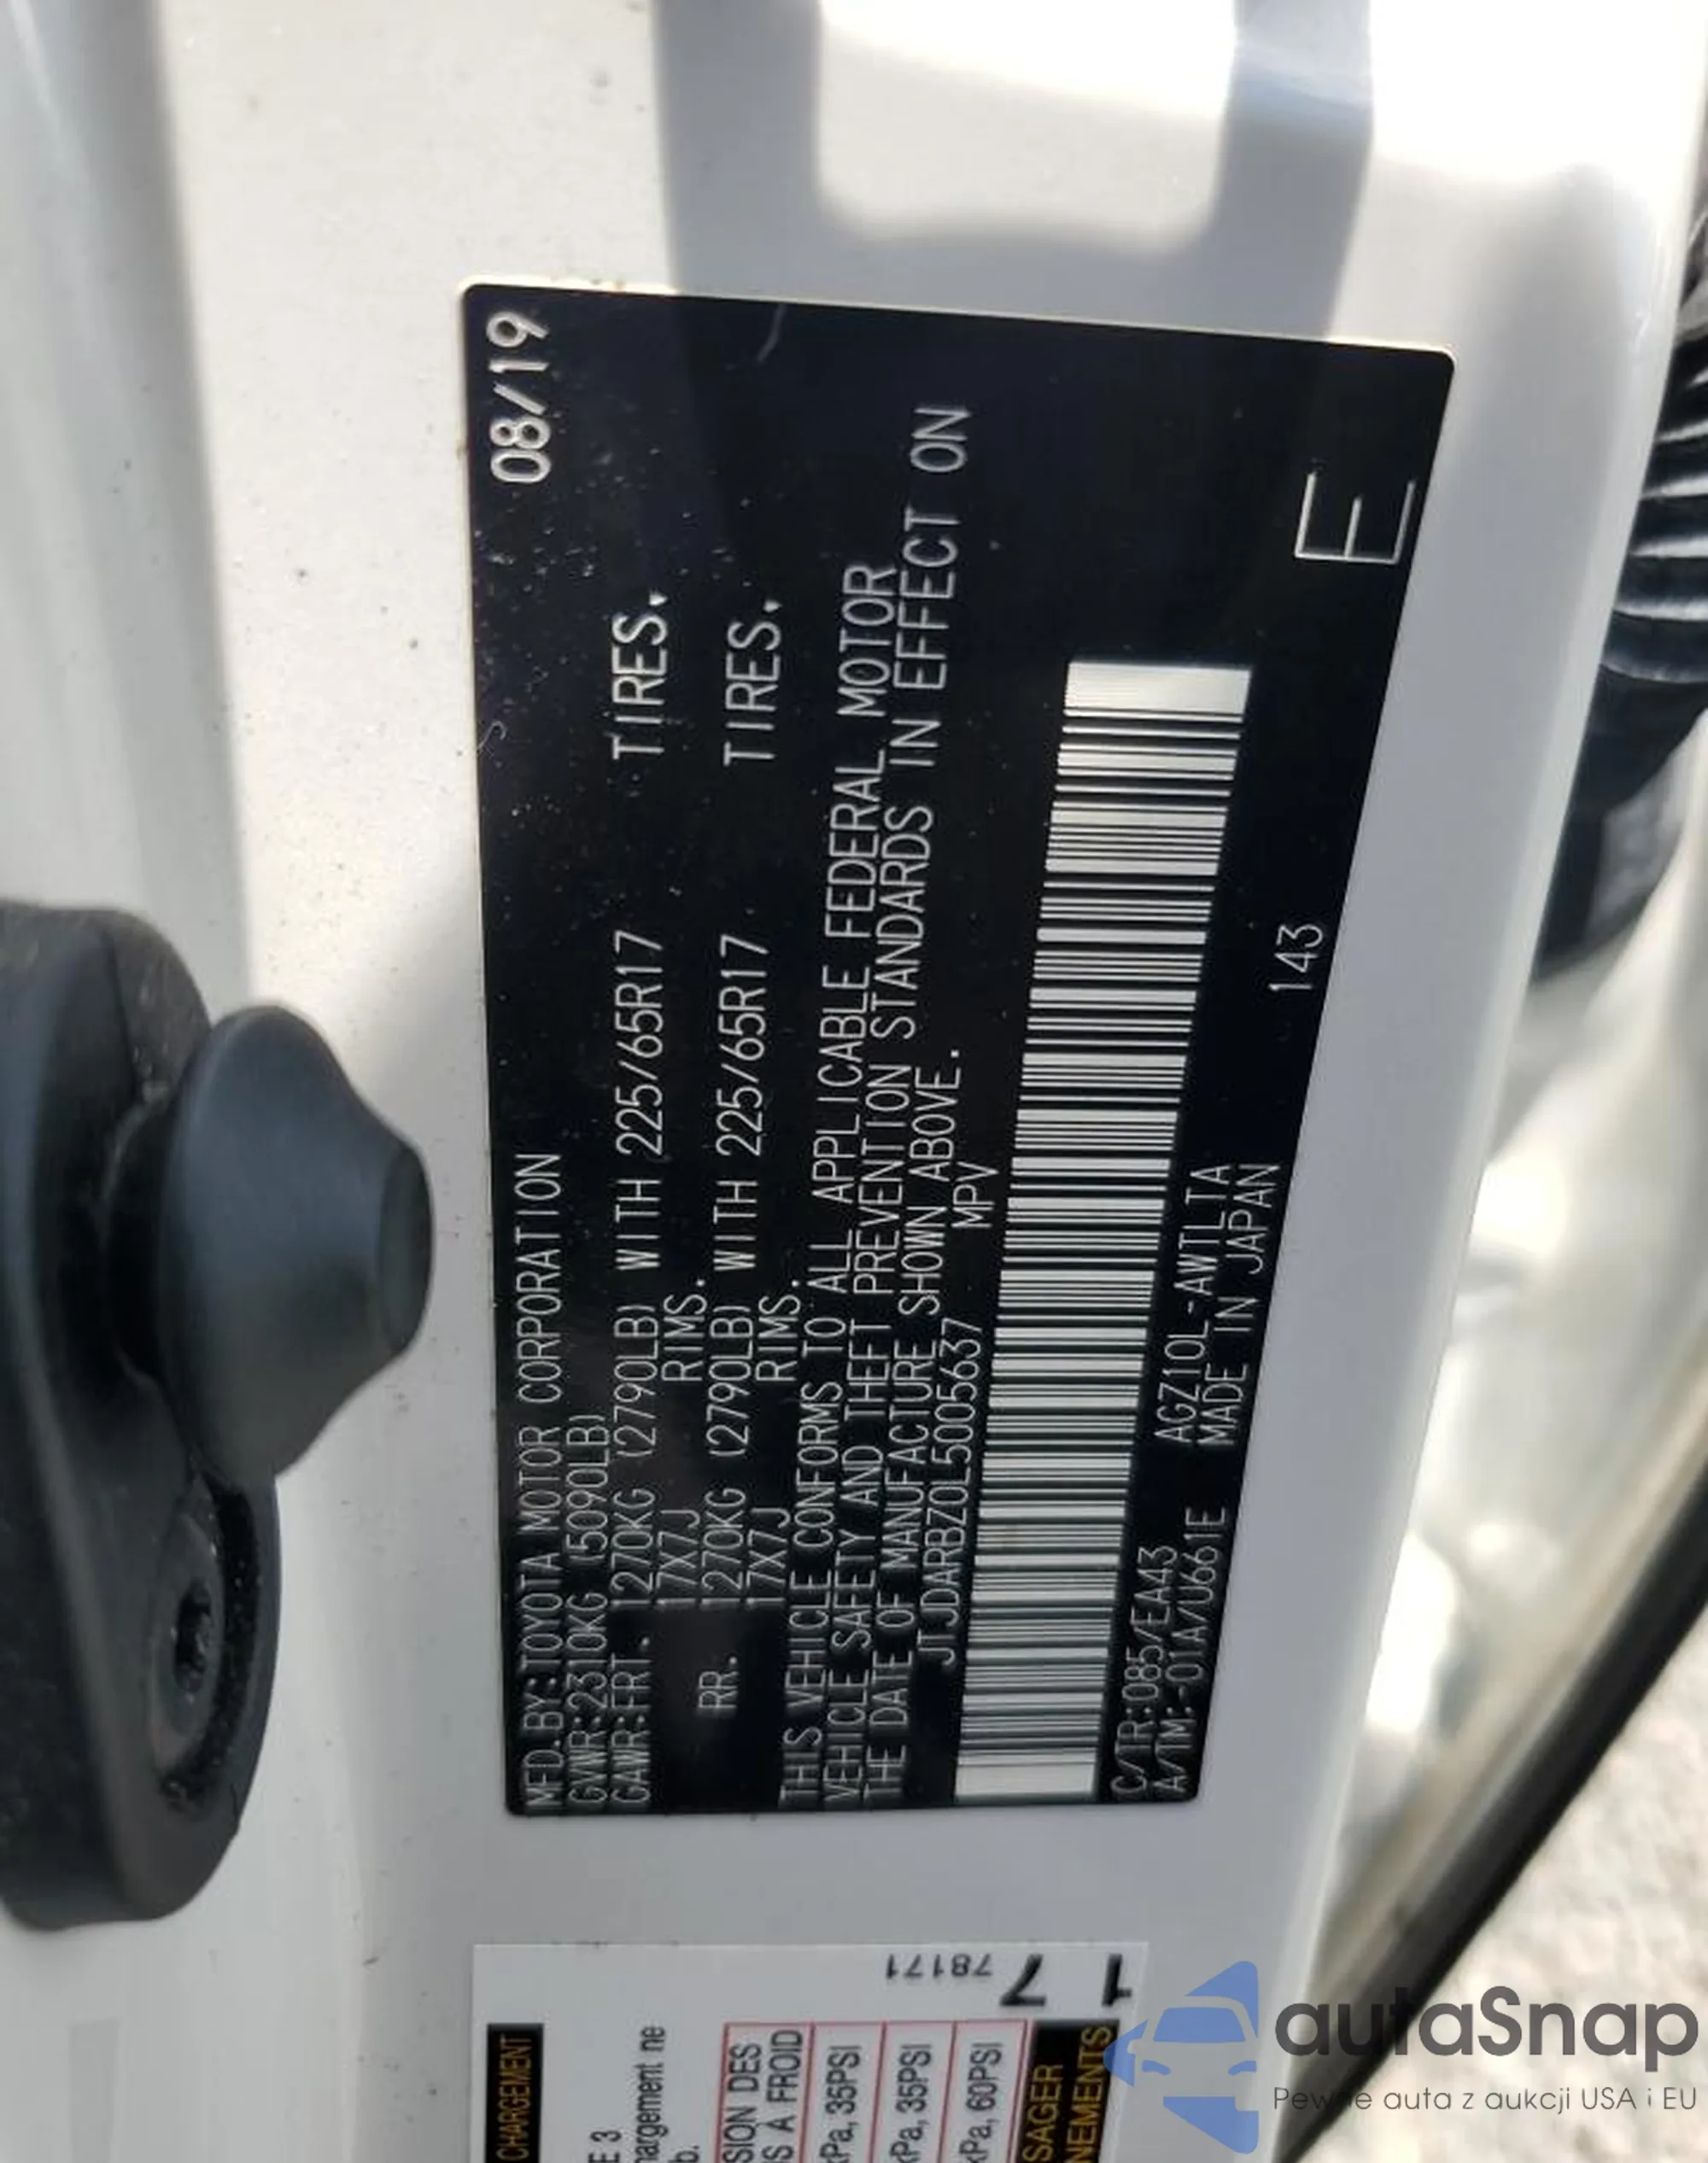 MFD.BY:TOYOTA MOTOR CORPORATION 08/19
GVWR:2310KG (5090LB)
GAWR:FRT. 1270KG (2790LB) WITH 225/65R17 TIRES.
17X7J RIMS.
RR. 1270KG (2790LB) WITH 225/65R17 TIRES.
17X7J RIMS.
THIS VEHICLE CONFORMS TO ALL APPLICABLE FEDERAL MOTOR
VEHICLE SAFETY AND THEFT PREVENTION STANDARDS IN EFFECT ON
THE DATE OF MANUFACTURE SHOWN ABOVE.
JTJDARBZ0L5005637 MPV
C/TR:085/EA43 AGZ10L-AWTLTA 143
A/TM:-01A/U661E MADE IN JAPAN
E
CHARGEMENT
E 3
hargement ne
SION DES
S À FROID
kPa, 35PSI
kPa, 35PSI
kPa, 60PSI
SAGER
NEMENTS
78171
17
autaSnap
Pewne auta z aukcji USA i EU